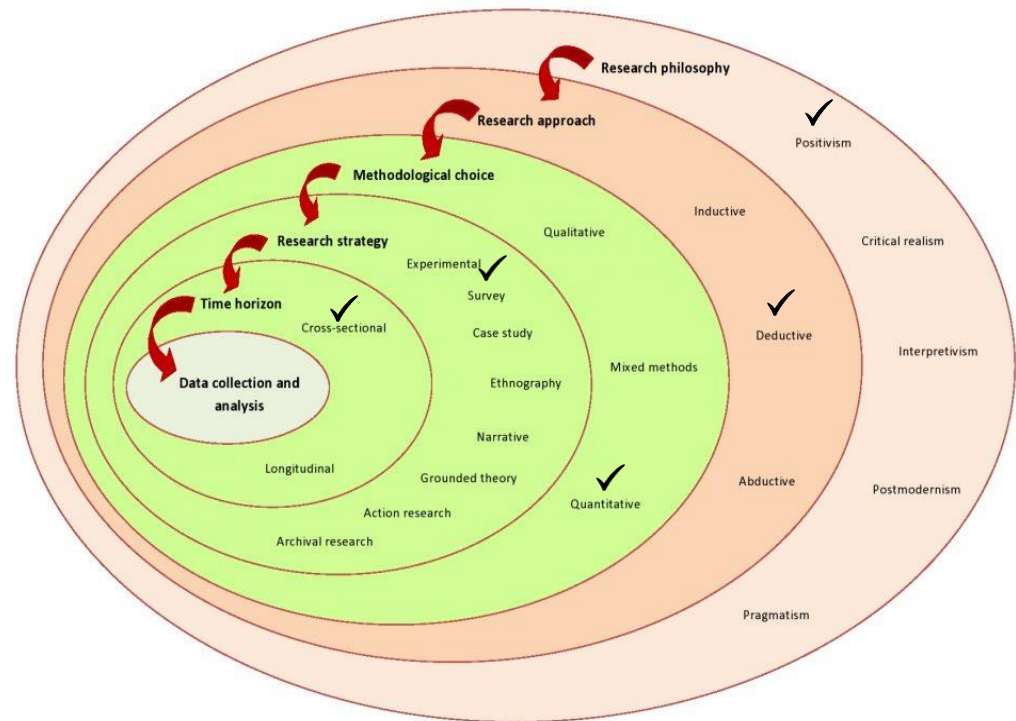 Research philosophy
Positivism
Critical realism
Interpretivism
Postmodernism
Pragmatism
Research approach
Inductive
Deductive
Abductive
Methodological choice
Qualitative
Mixed methods
Quantitative
Research strategy
Experimental
Survey
Case study
Ethnography
Narrative
Grounded theory
Action research
Archival research
Time horizon
Cross-sectional
Longitudinal
Data collection and
analysis